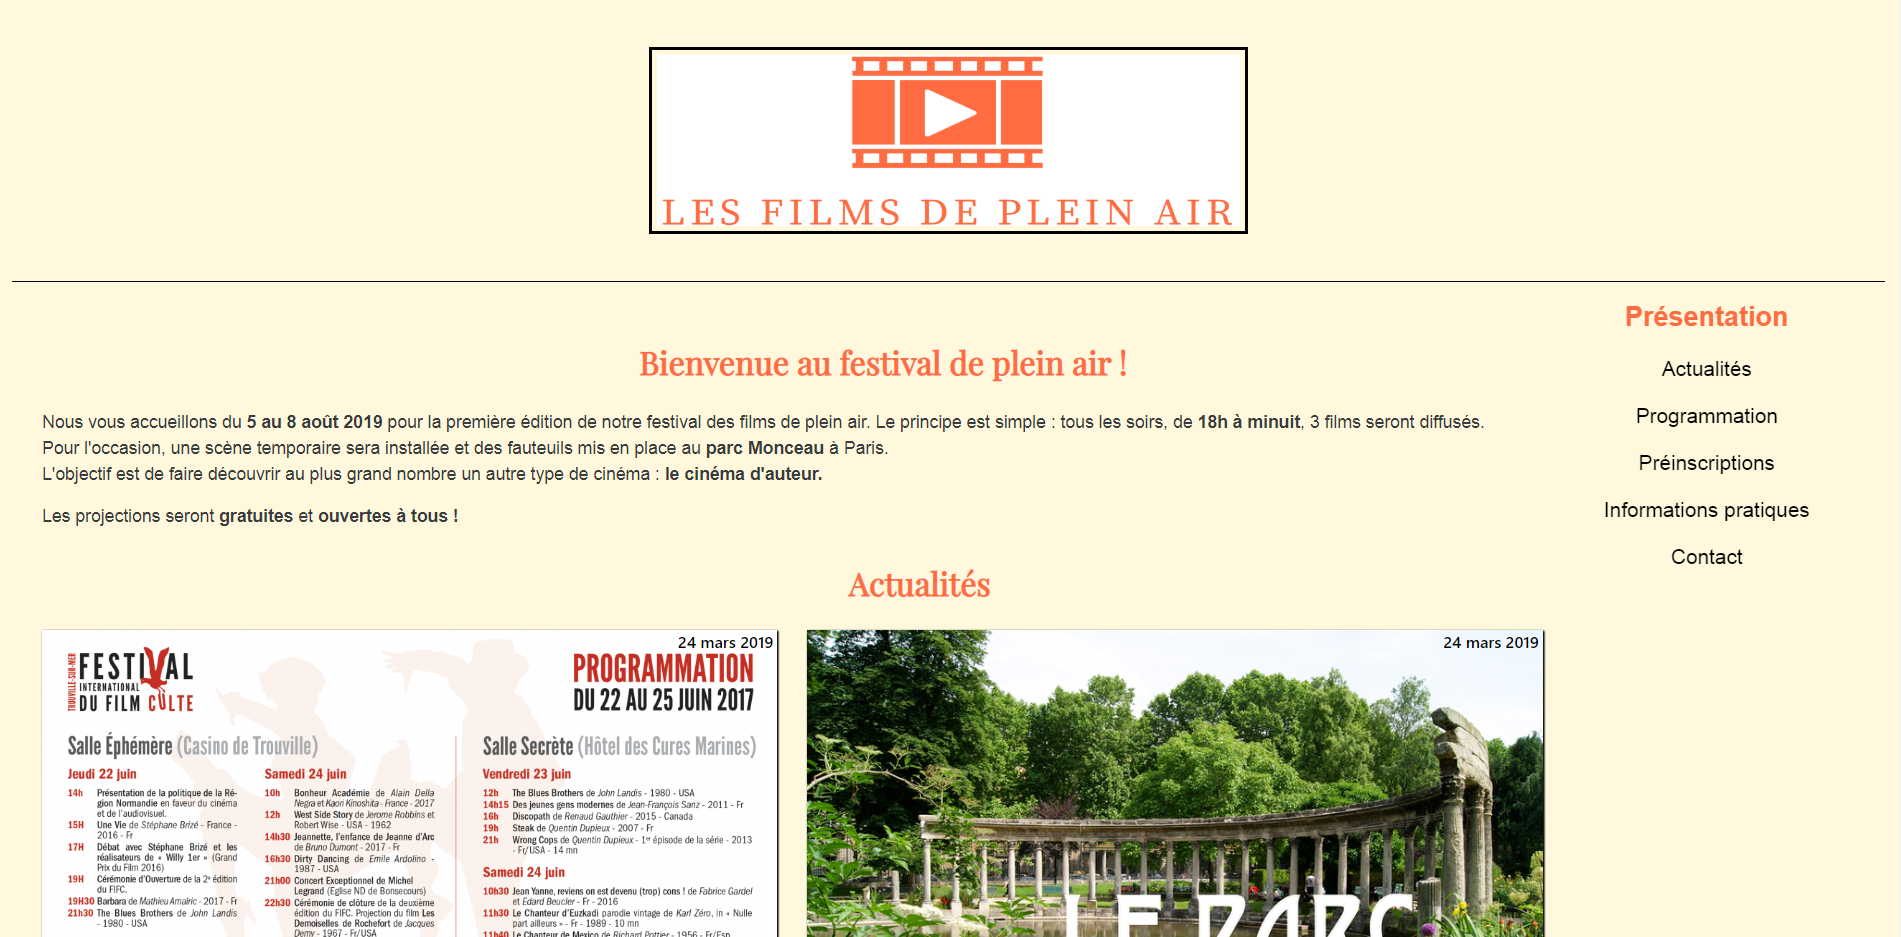 LES FILMS DE PLEIN AIR
Présentation
Actualités
Programmation
Préinscriptions
Informations pratiques
Contact
Bienvenue au festival de plein air !
Nous vous accueillons du 5 au 8 août 2019 pour la première édition de notre festival des films de plein air. Le principe est simple : tous les soirs, de 18h à minuit, 3 films seront diffusés.
Pour l'occasion, une scène temporaire sera installée et des fauteuils mis en place au parc Monceau à Paris.
L'objectif est de faire découvrir au plus grand nombre un autre type de cinéma : le cinéma d'auteur.
Les projections seront gratuites et ouvertes à tous !
Actualités
24 mars 2019
TROUVILLE-SUR-MER
FESTIVAL
INTERNATIONAL
DU FILM CULTE
PROGRAMMATION
DU 22 AU 25 JUIN 2017
Salle Éphémère (Casino de Trouville)
Jeudi 22 juin
14h Présentation de la politique de la Ré-
gion Normandie en faveur du cinéma
et de l'audiovisuel.
15H Une Vie de Stéphane Brizé - France -
2016 - Fr
17H Débat avec Stéphane Brizé et les
réalisateurs de « Willy 1er » (Grand
Prix du Film 2016)
19H Cérémonie d'Ouverture de la 2e édition
du FIFC.
19H30 Barbara de Mathieu Amalric - 2017 - Fr
21h30 The Blues Brothers de John Landis
- 1980 - USA
Samedi 24 juin
10h Bonheur Académie de Alain Della
Negra et Kaori Kinoshita - France - 2017
12h West Side Story de Jerome Robbins et
Robert Wise - USA - 1962
14h30 Jeannette, l'enfance de Jeanne d'Arc
de Bruno Dumont - 2017 - Fr
16h30 Dirty Dancing de Emile Ardolino -
1987 - USA
21h00 Concert Exceptionnel de Michel
Legrand (Eglise ND de Bonsecours)
22h30 Cérémonie de clôture de la deuxième
édition du FIFC. Projection du film Les
Demoiselles de Rochefort de Jacques
Demy - 1967 - Fr/USA
Salle Secrète (Hôtel des Cures Marines)
Vendredi 23 juin
12h The Blues Brothers de John Landis - 1980 - USA
14h15 Des jeunes gens modernes de Jean-François Sanz - 2011 - Fr
16h Discopath de Renaud Gauthier - 2015 - Canada
19h Steak de Quentin Dupieux - 2007 - Fr
21h Wrong Cops de Quentin Dupieux - 1er épisode de la série - 2013
- Fr/USA - 14 mn
Samedi 24 juin
10h30 Jean Yanne, reviens on est devenu (trop) cons ! de Fabrice Gardel
et Edard Beucler - Fr - 2016
11h30 Le Chanteur d'Euzkadi parodie vintage de Karl Zéro, in « Nulle
part ailleurs » - Fr - 1989 - 10 mn
11h40 Le Chanteur de Mexico de Richard Pottier - 1956 - Fr/Esp
24 mars 2019
LE PARC